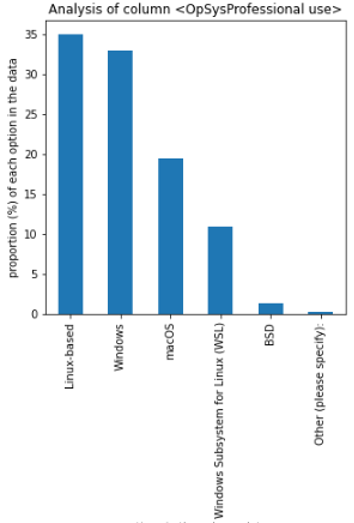 Analysis of column <OpSysProfessional use>
proportion (%) of each option in the data
35
30
25
20
15
10
5
0
Linux-based
Windows
macOS
Windows Subsystem for Linux (WSL)
BSD
Other (please specify):